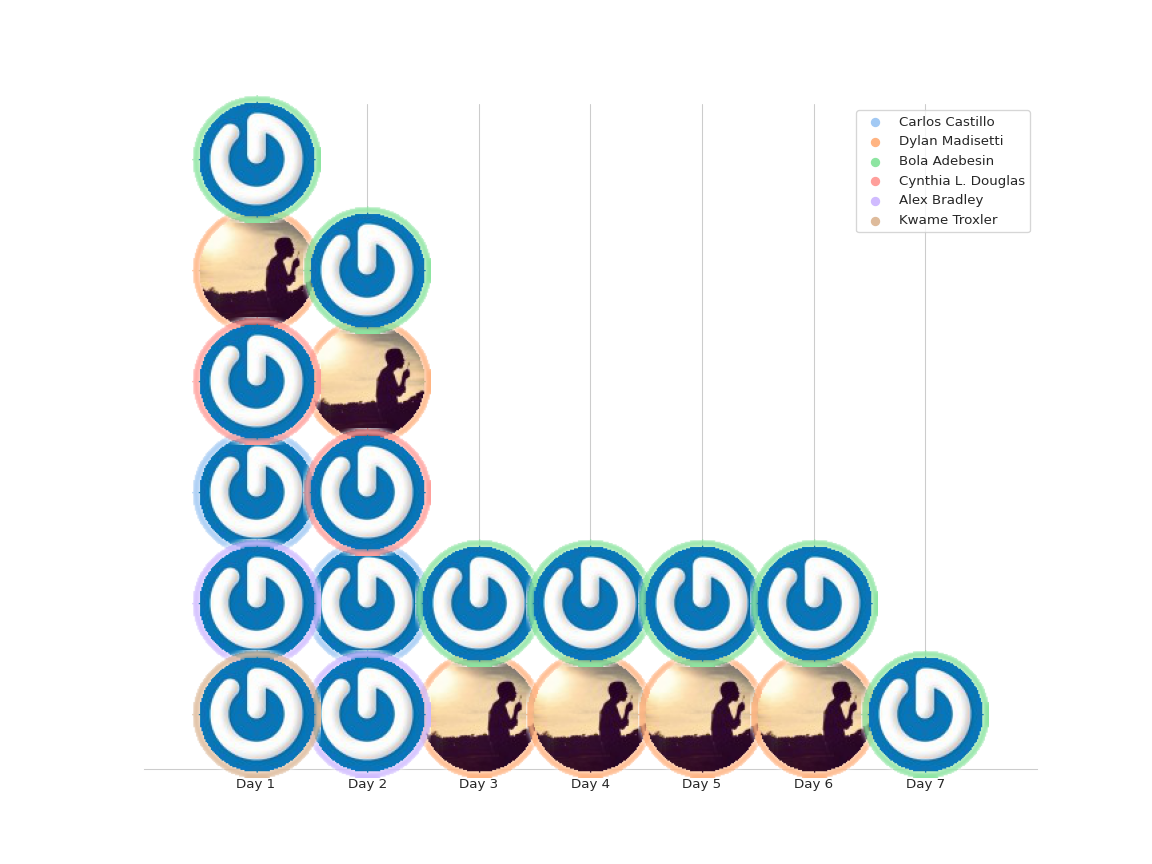 Carlos Castillo
Dylan Madisetti
Bola Adebesin
Cynthia L. Douglas
Alex Bradley
Kwame Troxler
Day 1 Day 2 Day 3 Day 4 Day 5 Day 6 Day 7